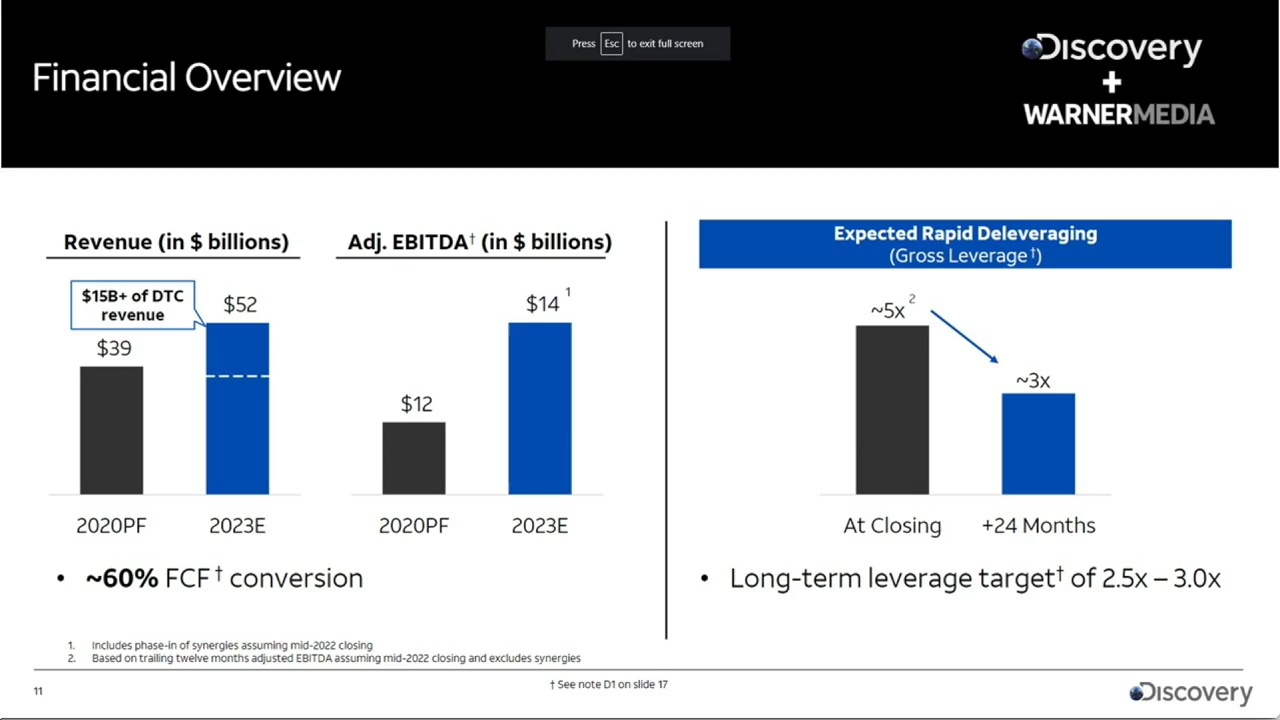 Press Esc to exit full screen
Financial Overview
Discovery
+
WARNERMEDIA
Revenue (in $ billions)
$15B+ of DTC
revenue
$39
$52
2020PF
2023E
Adj. EBITDA† (in $ billions)
$12
$14 1
2020PF
2023E
• ~60% FCF† conversion
Expected Rapid Deleveraging
(Gross Leverage†)
~5x 2
~3x
At Closing
+24 Months
• Long-term leverage target† of 2.5x – 3.0x
1. Includes phase-in of synergies assuming mid-2022 closing
2. Based on trailing twelve months adjusted EBITDA assuming mid-2022 closing and excludes synergies
11
† See note D1 on slide 17
Discovery